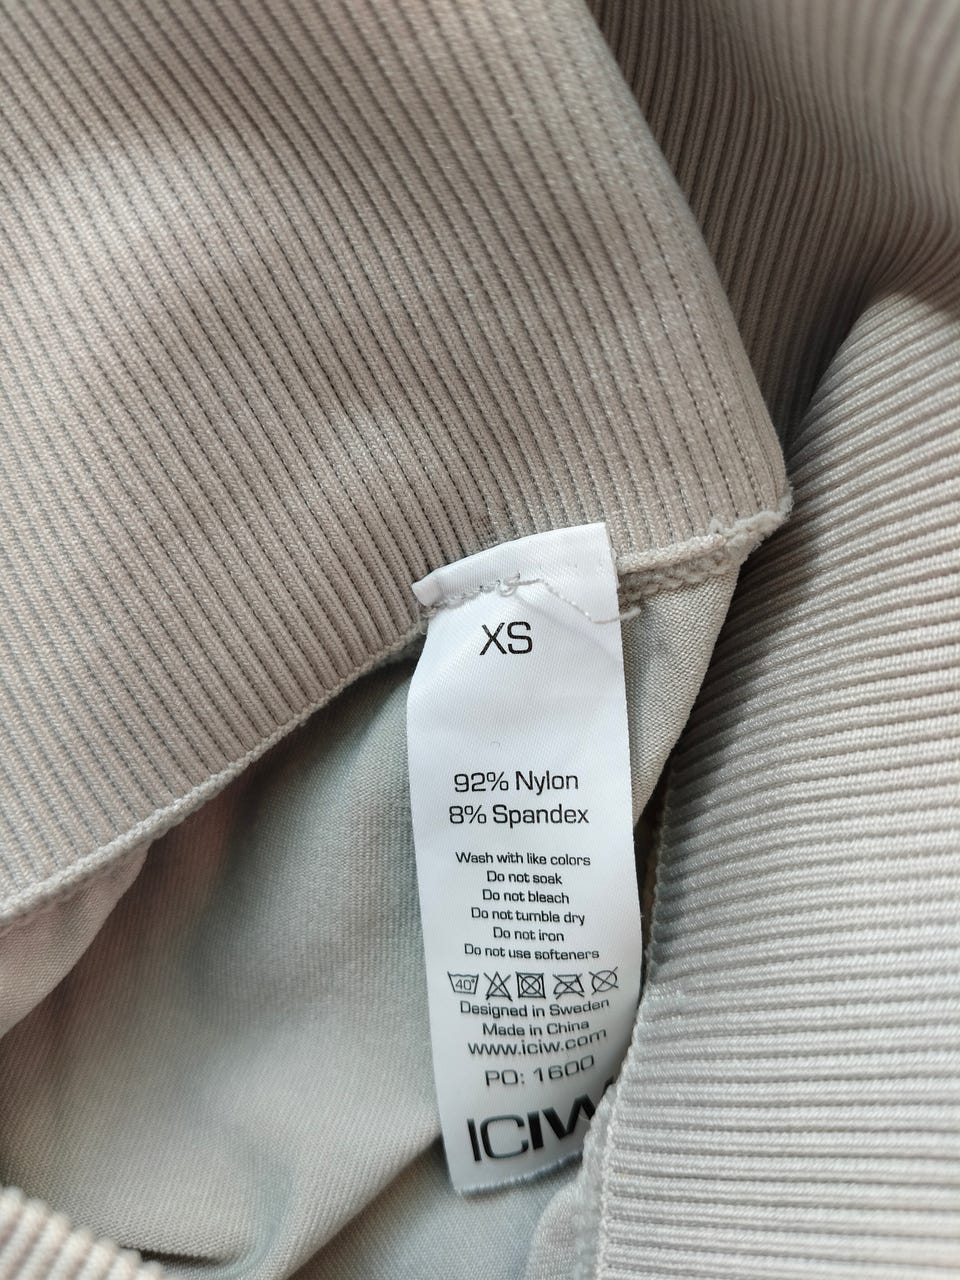 XS
92% Nylon
8% Spandex
Wash with like colors
Do not soak
Do not bleach
Do not tumble dry
Do not iron
Do not use softeners
40°
Designed in Sweden
Made in China
www.iciw.com
PO: 1600
ICIW